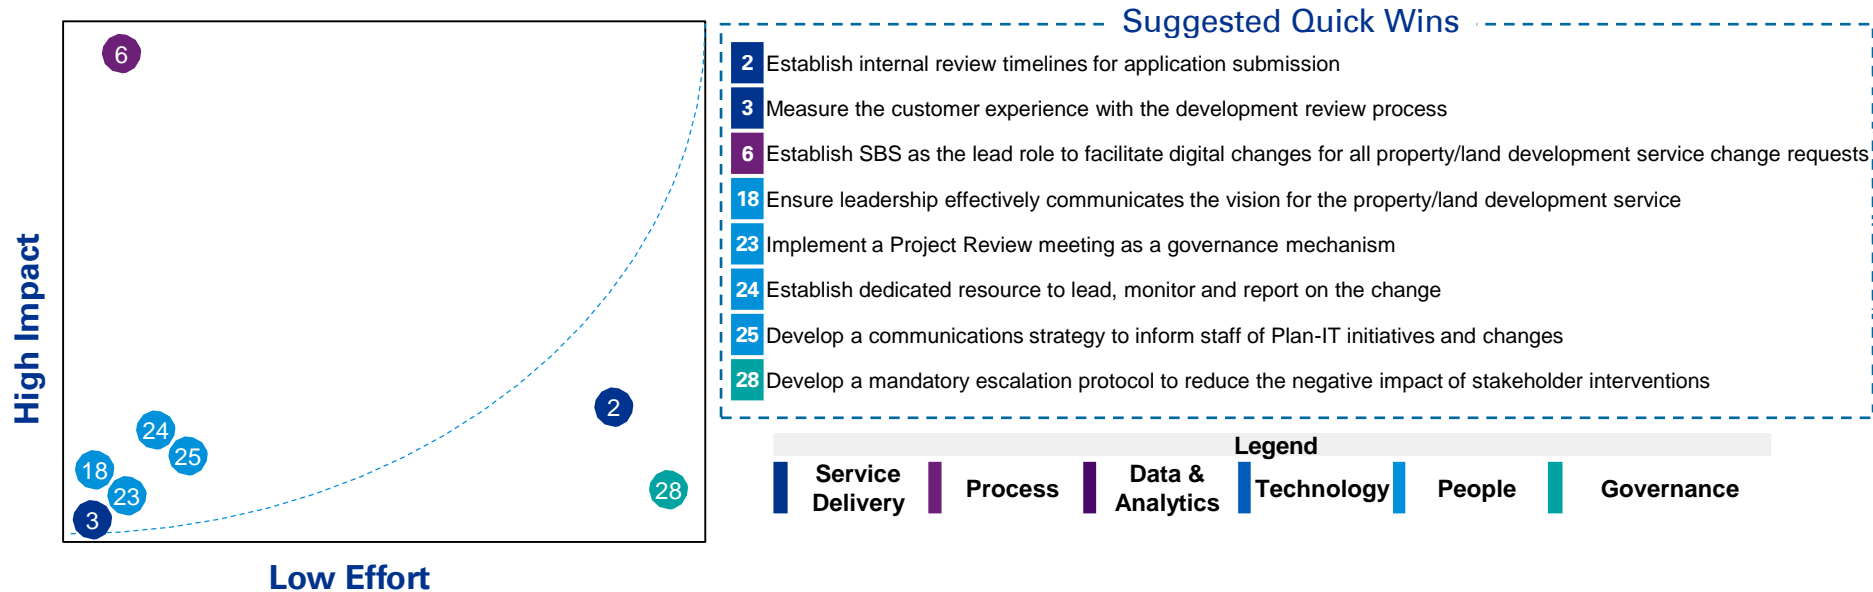 Suggested Quick Wins
6
2 Establish internal review timelines for application submission
3 Measure the customer experience with the development review process
6 Establish SBS as the lead role to facilitate digital changes for all property/land development service change requests
18 Ensure leadership effectively communicates the vision for the property/land development service
23 Implement a Project Review meeting as a governance mechanism
24 Establish dedicated resource to lead, monitor and report on the change
25 Develop a communications strategy to inform staff of Plan-IT initiatives and changes
28 Develop a mandatory escalation protocol to reduce the negative impact of stakeholder interventions
High Impact
2
24
25
18
23
28
3
Low Effort
Legend
Service
Delivery
Process
Data &
Analytics
Technology
People
Governance